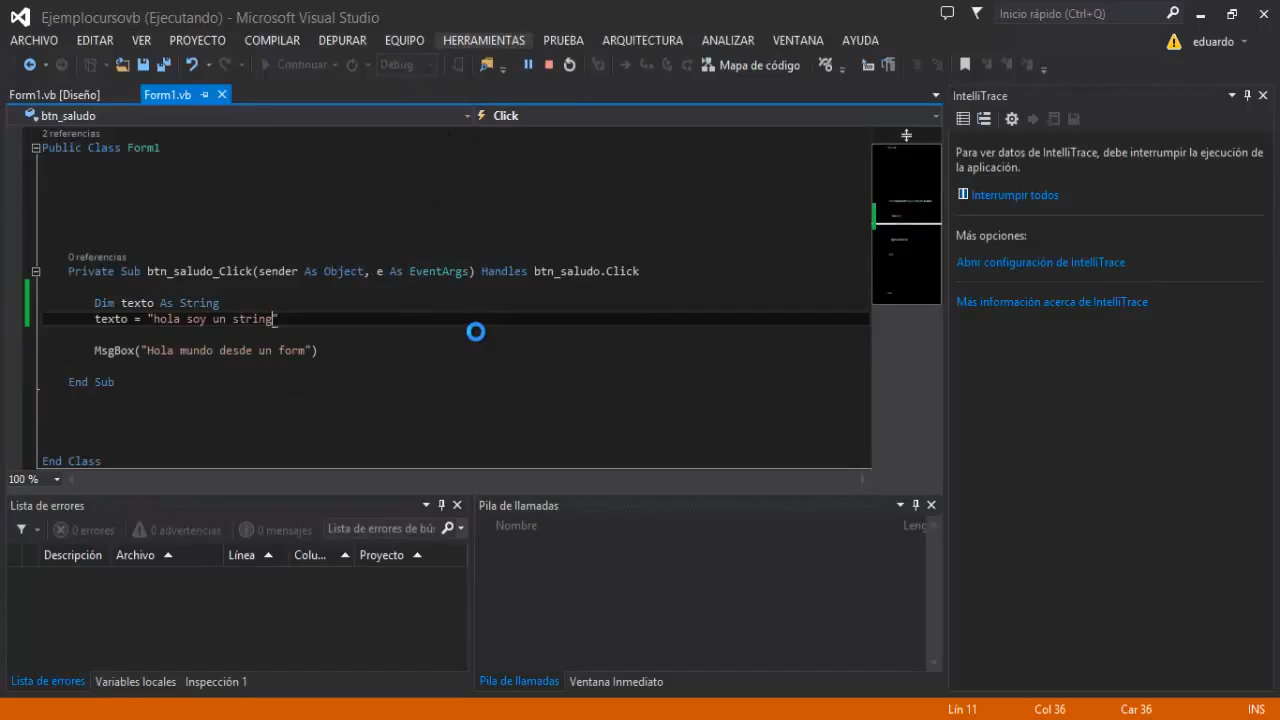 Ejemplocursovb (Ejecutando) - Microsoft Visual Studio
Inicio rápido (Ctrl+Q)
ARCHIVO EDITAR VER PROYECTO COMPILAR DEPURAR EQUIPO HERRAMIENTAS PRUEBA ARQUITECTURA ANALIZAR VENTANA AYUDA eduardo
Continuar Debug Mapa de código
Form1.vb [Diseño] Form1.vb
btn_saludo Click
2 referencias
Public Class Form1
0 referencias
Private Sub btn_saludo_Click(sender As Object, e As EventArgs) Handles btn_saludo.Click
Dim texto As String
texto = "hola soy un string"
MsgBox("Hola mundo desde un form")
End Sub
End Class
100 %
IntelliTrace
Para ver datos de IntelliTrace, debe interrumpir la ejecución de
la aplicación.
Interrumpir todos
Más opciones:
Abrir configuración de IntelliTrace
Más información acerca de IntelliTrace
Lista de errores
0 errores 0 advertencias 0 mensajes Lista de errores de bús
Descripción Archivo Línea Colu... Proyecto
Lista de errores Variables locales Inspección 1
Pila de llamadas
Nombre Leng
Pila de llamadas Ventana Inmediato
Lín 11 Col 36 Car 36 INS